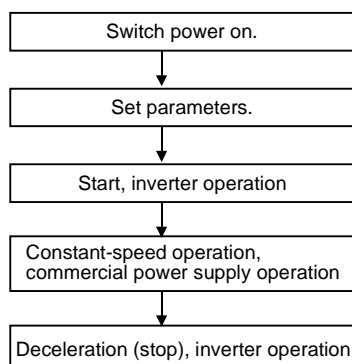 Switch power on.
Set parameters.
Start, inverter operation
Constant-speed operation,
commercial power supply operation
Deceleration (stop), inverter operation